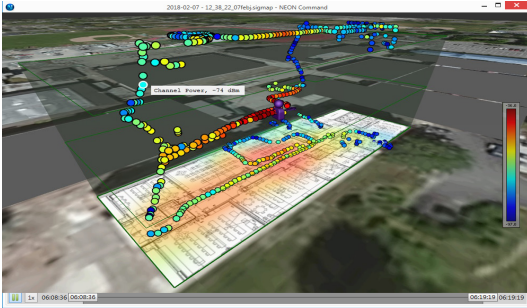 2018-02-07 - 12_38_22_07febj.sigmap - NEON Command
Channel Power, -74 dBm
1x 06:08:36 06:08:36 06:19:19 06:19:19